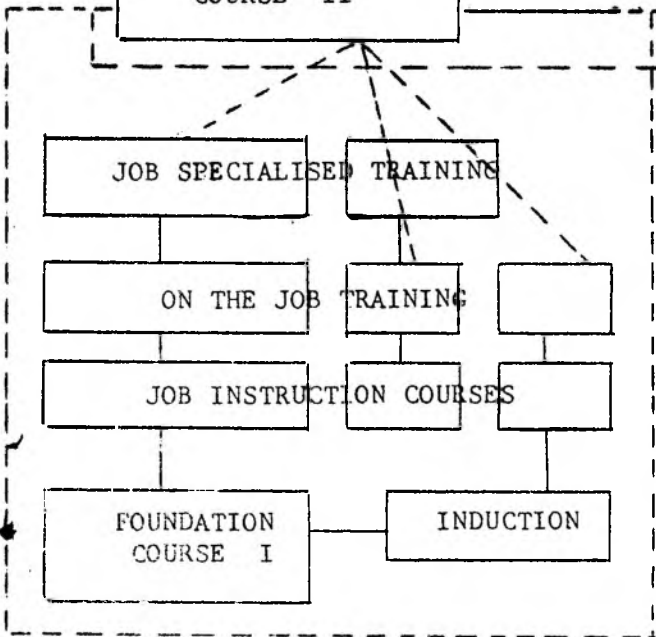 COURSE II
JOB SPECIALISED TRAINING
ON THE JOB TRAINING
JOB INSTRUCTION COURSES
FOUNDATION
COURSE I
INDUCTION